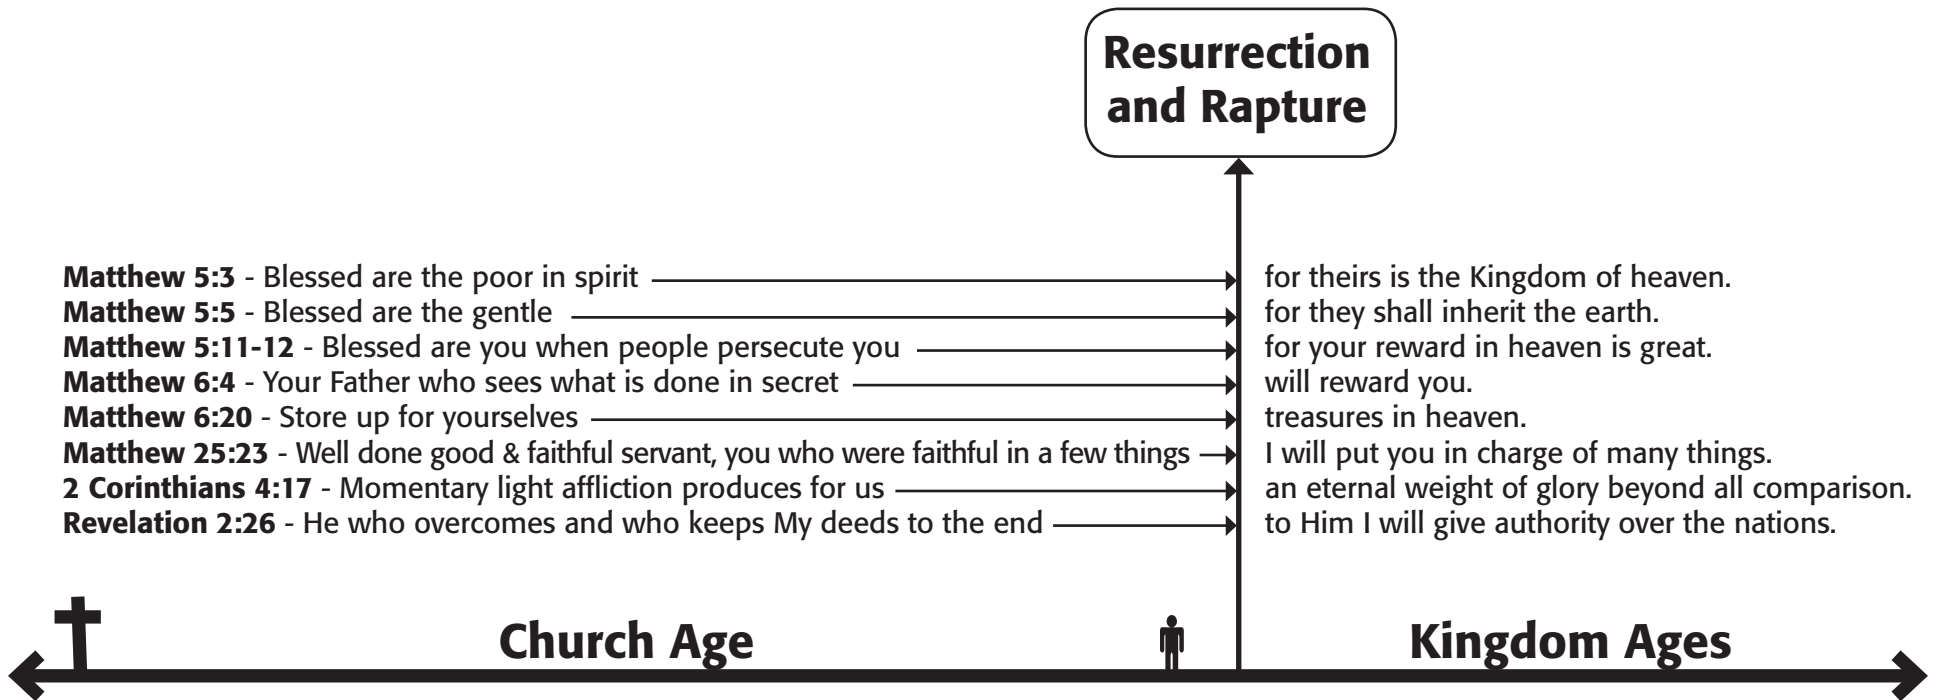 Resurrection
and Rapture
Matthew 5:3 - Blessed are the poor in spirit for theirs is the Kingdom of heaven.
Matthew 5:5 - Blessed are the gentle for they shall inherit the earth.
Matthew 5:11-12 - Blessed are you when people persecute you for your reward in heaven is great.
Matthew 6:4 - Your Father who sees what is done in secret will reward you.
Matthew 6:20 - Store up for yourselves treasures in heaven.
Matthew 25:23 - Well done good & faithful servant, you who were faithful in a few things I will put you in charge of many things.
2 Corinthians 4:17 - Momentary light affliction produces for us an eternal weight of glory beyond all comparison.
Revelation 2:26 - He who overcomes and who keeps My deeds to the end to Him I will give authority over the nations.
Church Age Kingdom Ages